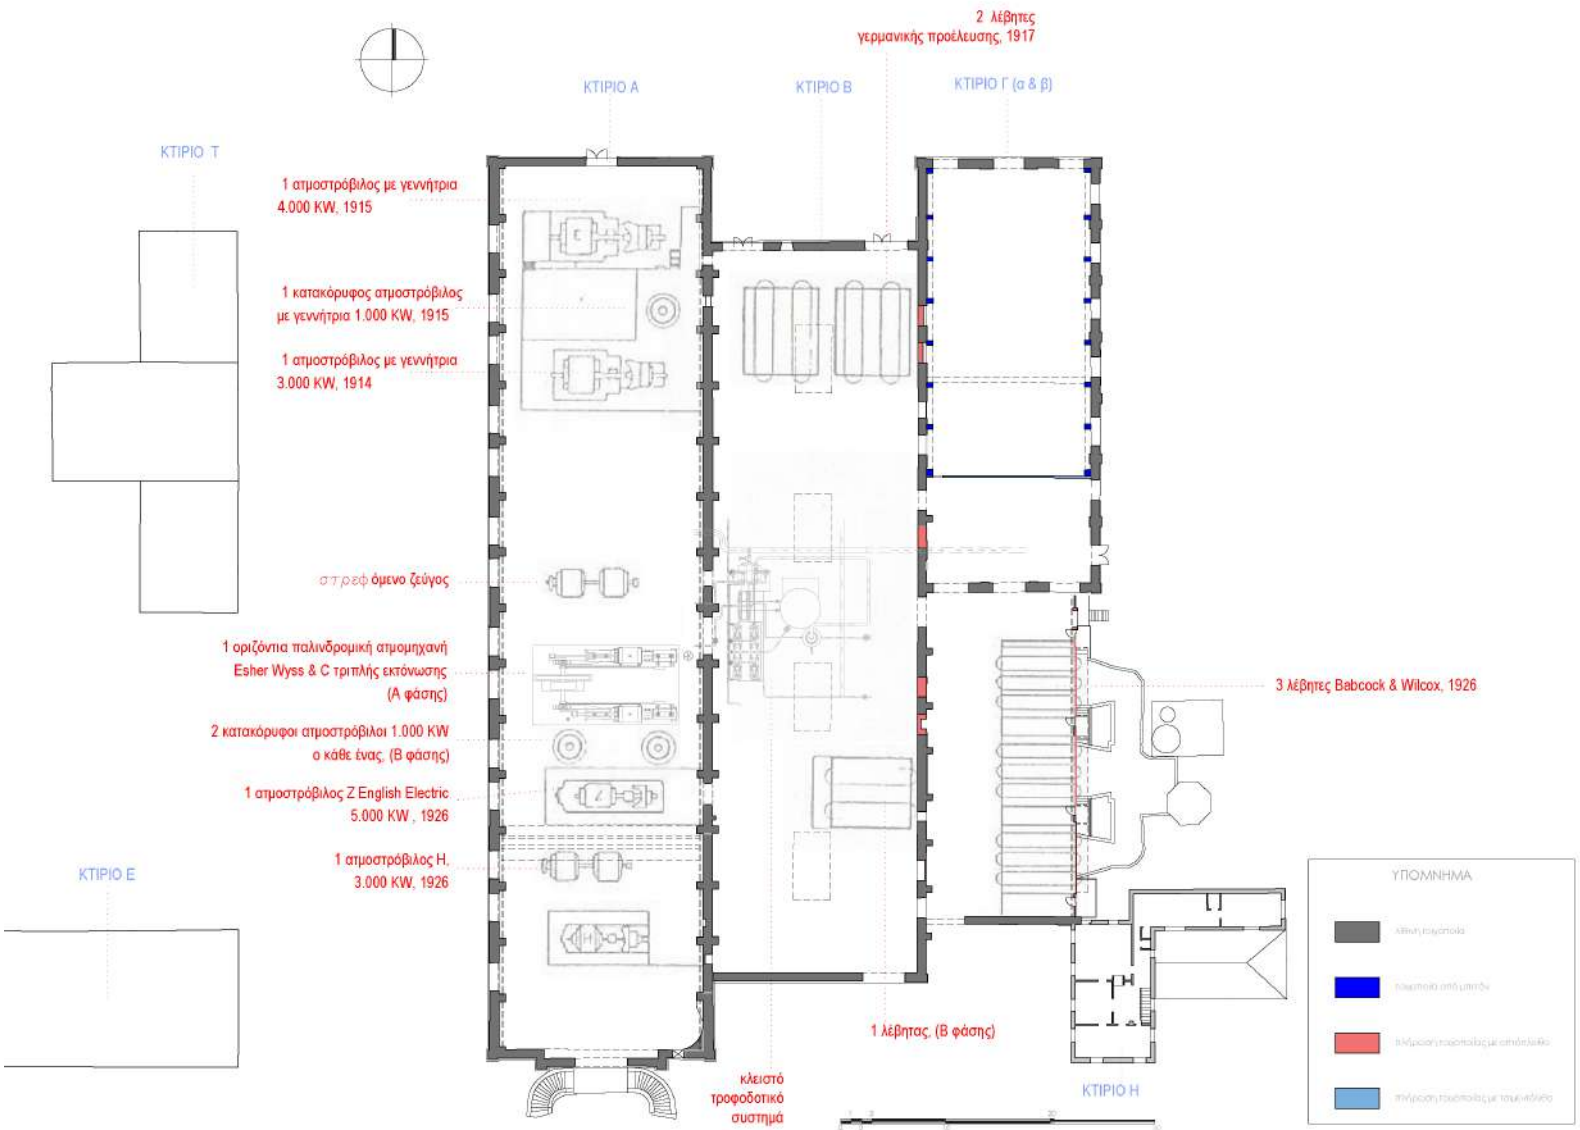 2 λέβητες
γερμανικής προέλευσης, 1917
ΚΤΙΡΙΟ Α
ΚΤΙΡΙΟ Β
ΚΤΙΡΙΟ Γ (α & β)
ΚΤΙΡΙΟ Τ
1 ατμοστρόβιλος με γεννήτρια
4.000 KW, 1915
1 κατακόρυφος ατμοστρόβιλος
με γεννήτρια 1.000 KW, 1915
1 ατμοστρόβιλος με γεννήτρια
3.000 KW, 1914
στρεφόμενο ζεύγος
1 οριζόντια παλινδρομική ατμομηχανή
Esher Wyss & C τριπλής εκτόνωσης
(Α φάσης)
3 λέβητες Babcock & Wilcox, 1926
2 κατακόρυφοι ατμοστρόβιλοι 1.000 KW
ο κάθε ένας, (Β φάση)
1 ατμοστρόβιλος Ζ English Electric
5.000 KW , 1926
1 ατμοστρόβιλος Η,
3.000 KW, 1926
ΚΤΙΡΙΟ Ε
ΥΠΟΜΝΗΜΑ
1 λέβητας, (Β φάσης)
κλειστό
τροφοδοτικό
συστημά
ΚΤΙΡΙΟ Η